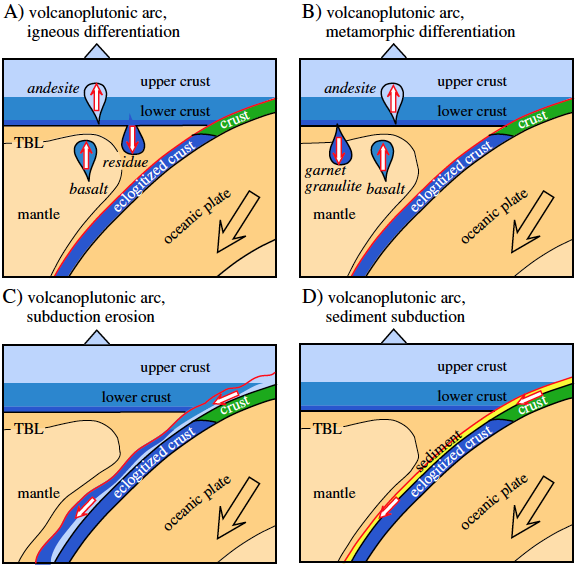 A) volcanoplutonic arc,
igneous differentiation
andesite
upper crust
lower crust
crust
TBL
residue
basalt
eclogitized crust
mantle
oceanic plate
B) volcanoplutonic arc,
metamorphic differentiation
andesite
upper crust
lower crust
crust
TBL
garnet
granulite
basalt
eclogitized crust
mantle
oceanic plate
C) volcanoplutonic arc,
subduction erosion
upper crust
lower crust
crust
TBL
eclogitized crust
mantle
oceanic plate
D) volcanoplutonic arc,
sediment subduction
upper crust
lower crust
crust
TBL
sediment
eclogitized crust
mantle
oceanic plate